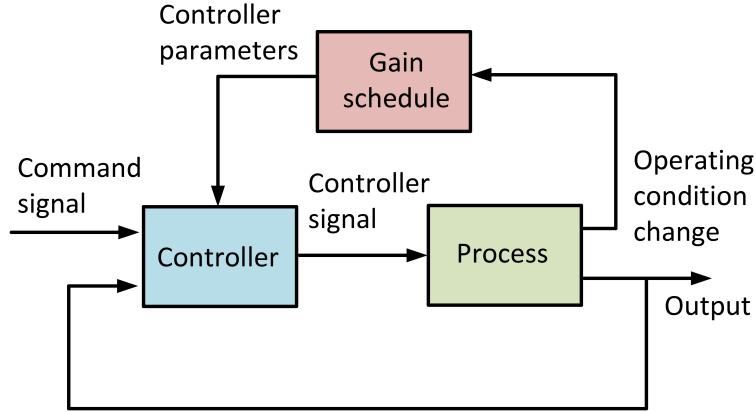 Controller
parameters
Gain
schedule
Command
signal
Controller
signal
Operating
condition
change
Controller
Process
Output